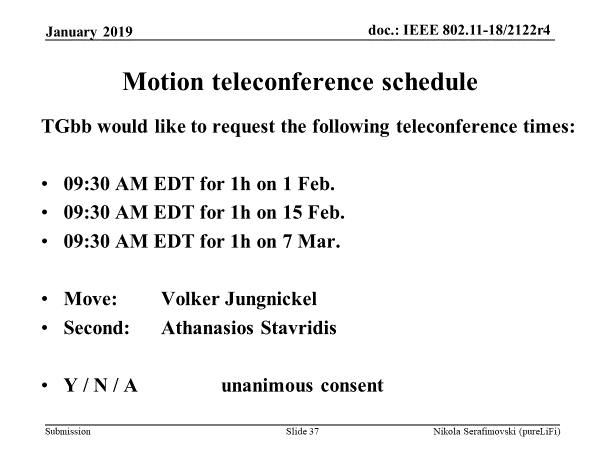 January 2019 doc.: IEEE 802.11-18/2122r4
Motion teleconference schedule
TGbb would like to request the following teleconference times:
• 09:30 AM EDT for 1h on 1 Feb.
• 09:30 AM EDT for 1h on 15 Feb.
• 09:30 AM EDT for 1h on 7 Mar.
• Move: Volker Jungnickel
• Second: Athanasios Stavridis
• Y / N / A unanimous consent
Submission Slide 37 Nikola Serafimovski (pureLiFi)